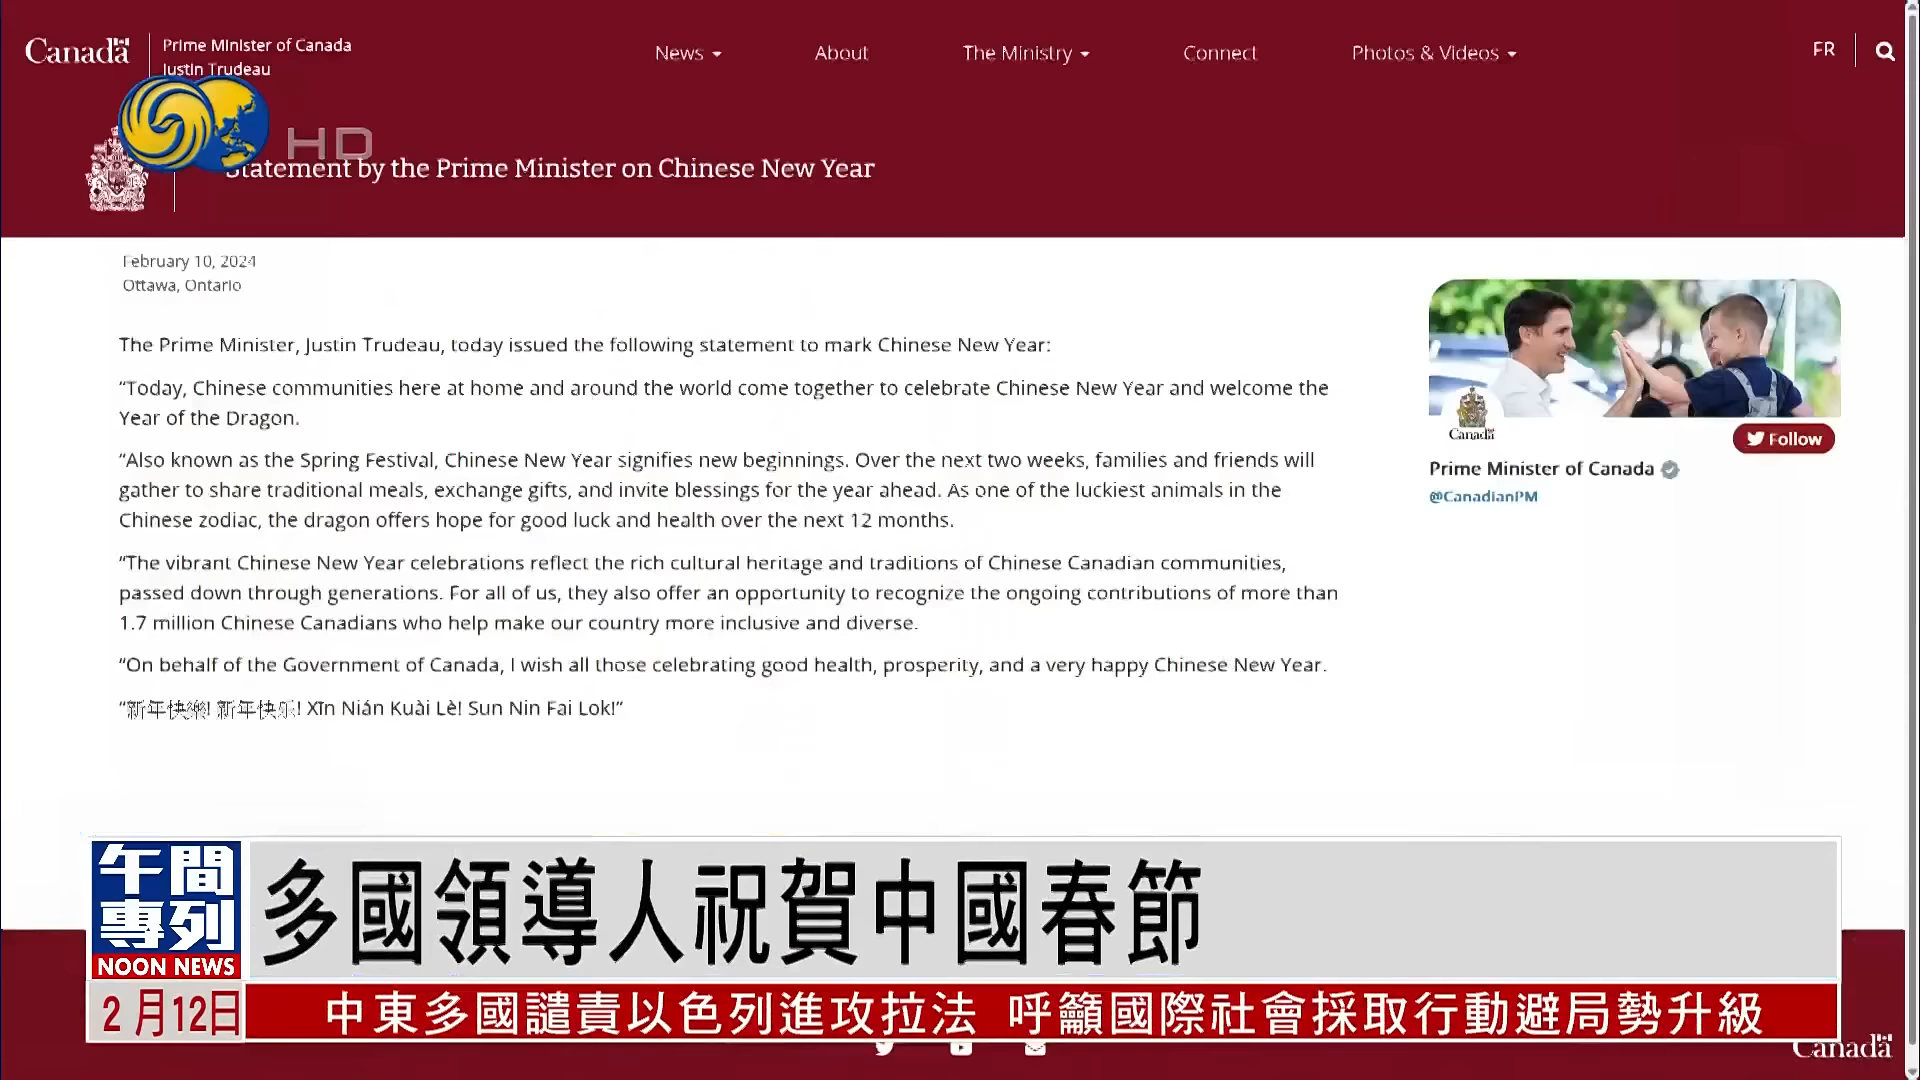 Canada
Prime Minister of Canada
Justin Trudeau
News
About
The Ministry
Connect
Photos & Videos
FR
HD
Statement by the Prime Minister on Chinese New Year
February 10, 2024
Ottawa, Ontario
The Prime Minister, Justin Trudeau, today issued the following statement to mark Chinese New Year:
“Today, Chinese communities here at home and around the world come together to celebrate Chinese New Year and welcome the
Year of the Dragon.
“Also known as the Spring Festival, Chinese New Year signifies new beginnings. Over the next two weeks, families and friends will
gather to share traditional meals, exchange gifts, and invite blessings for the year ahead. As one of the luckiest animals in the
Chinese zodiac, the dragon offers hope for good luck and health over the next 12 months.
“The vibrant Chinese New Year celebrations reflect the rich cultural heritage and traditions of Chinese Canadian communities,
passed down through generations. For all of us, they also offer an opportunity to recognize the ongoing contributions of more than
1.7 million Chinese Canadians who help make our country more inclusive and diverse.
“On behalf of the Government of Canada, I wish all those celebrating good health, prosperity, and a very happy Chinese New Year.
“新年快樂! 新年快乐! Xīn Nián Kuài Lè! Sun Nin Fai Lok!”
Canada
Follow
Prime Minister of Canada
@CanadianPM
午間
專列
NOON NEWS
多國領導人祝賀中國春節
2月12日
中東多國譴責以色列進攻拉法 呼籲國際社會採取行動避局勢升級
Canada